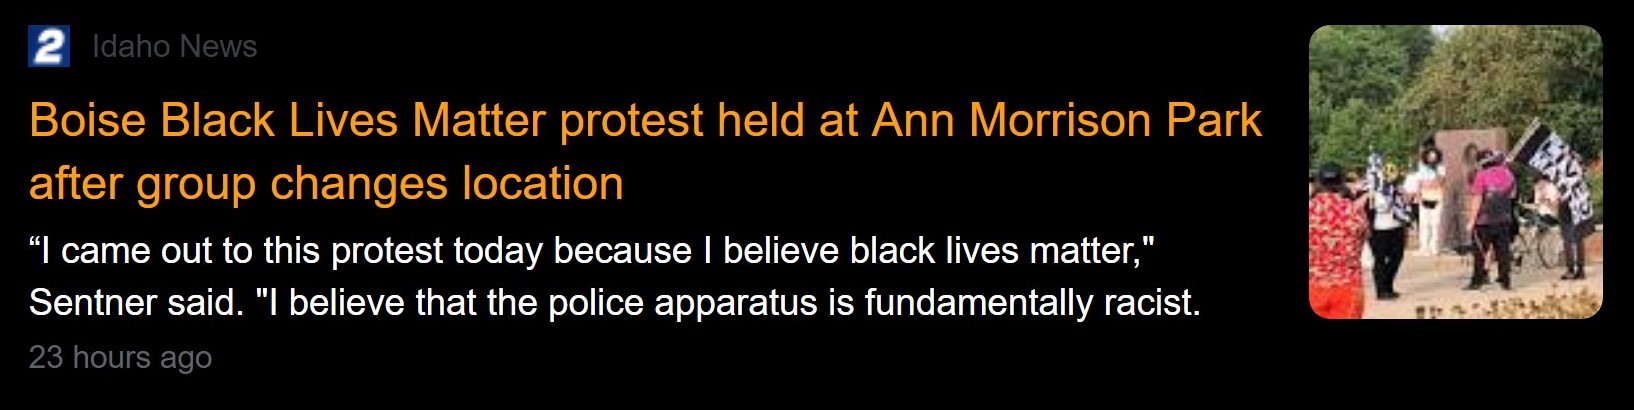 2 Idaho News
Boise Black Lives Matter protest held at Ann Morrison Park
after group changes location
“I came out to this protest today because I believe black lives matter,"
Sentner said. "I believe that the police apparatus is fundamentally racist.
23 hours ago